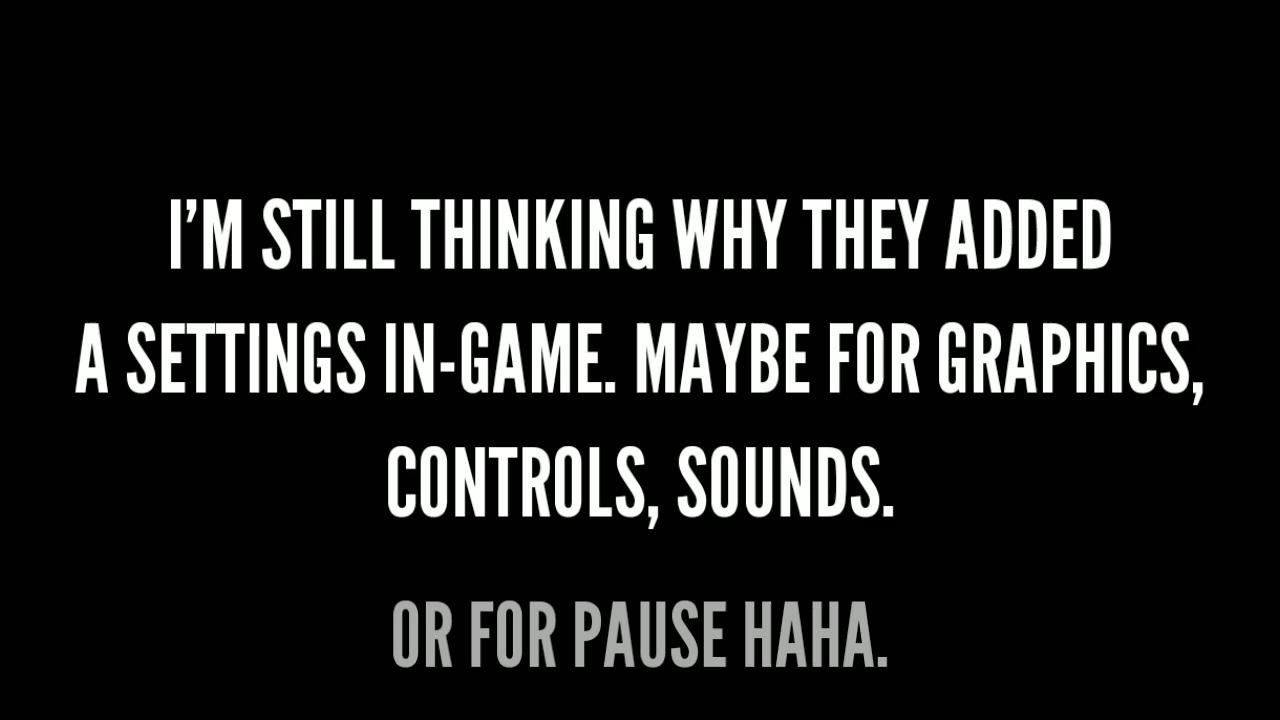 I'M STILL THINKING WHY THEY ADDED
A SETTINGS IN-GAME. MAYBE FOR GRAPHICS,
CONTROLS, SOUNDS.
OR FOR PAUSE HAHA.